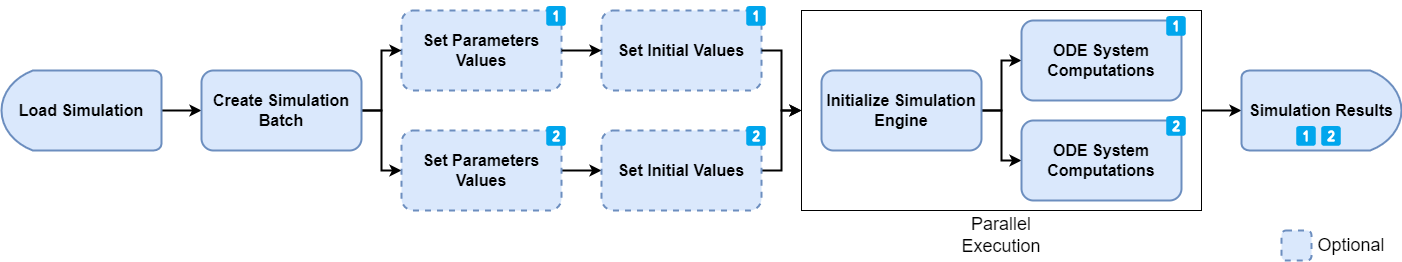 Load Simulation
Create Simulation
Batch
1
Set Parameters
Values
1
Set Initial Values
2
Set Parameters
Values
2
Set Initial Values
Initialize Simulation
Engine
1
ODE System
Computations
2
ODE System
Computations
Parallel
Execution
Simulation Results
1 2
Optional